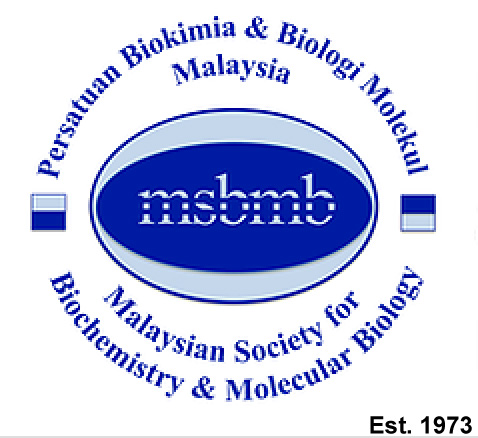 Persatuan Biokimia & Biologi Molekul
Malaysia
msbmb
Malaysian Society for
Biochemistry & Molecular Biology
Est. 1973